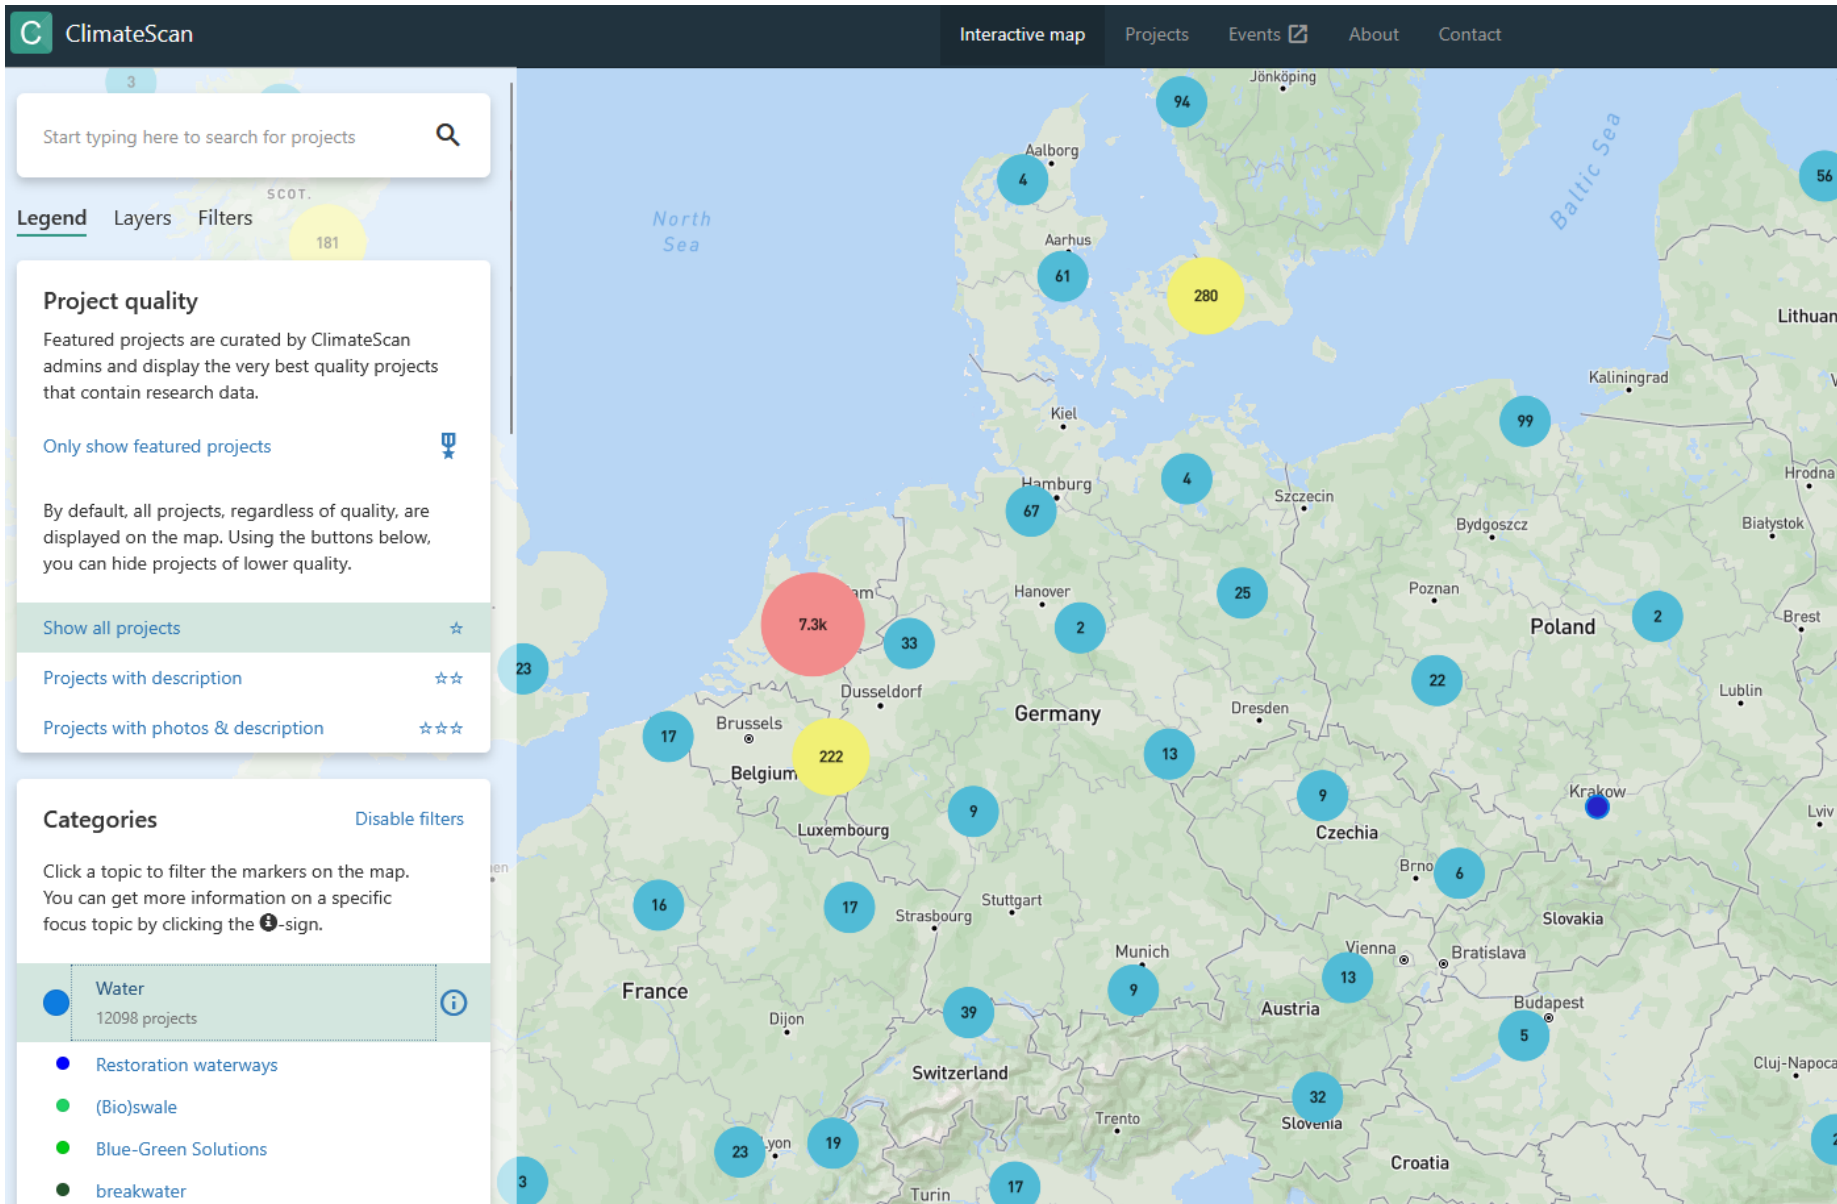 ClimateScan
Interactive map
Projects
Events
About
Contact
3
Start typing here to search for projects
SCOT.
Legend
Layers
Filters
181
Project quality
Featured projects are curated by ClimateScan
admins and display the very best quality projects
that contain research data.
Only show featured projects
By default, all projects, regardless of quality, are
displayed on the map. Using the buttons below,
you can hide projects of lower quality.
Show all projects
Projects with description
Projects with photos & description
Categories
Disable filters
Click a topic to filter the markers on the map.
You can get more information on a specific
focus topic by clicking the i-sign.
Water
12098 projects
Restoration waterways
(Bio)swale
Blue-Green Solutions
breakwater
Jönköping
94
Aalborg
4
56
Baltic Sea
North
Sea
Aarhus
61
280
Lithuan
Kaliningrad
Kiel
99
Hamburg
67
4
Szczecin
Hrodna
Bydgoszcz
Białystok
7.3k
am
33
Hanover
2
25
Poznan
Poland
2
Brest
23
Dusseldorf
22
Lublin
Germany
Dresden
17
Brussels
222
Belgium
13
9
Luxembourg
9
Czechia
Krakow
Lviv
en
Brno
6
16
17
Strasbourg
Stuttgart
Slovakia
Munich
9
Vienna
Bratislava
13
France
39
Austria
Budapest
5
Dijon
Switzerland
Cluj-Napoca
32
Slovenia
Trento
23
Lyon
19
3
17
Turin
Croatia
2